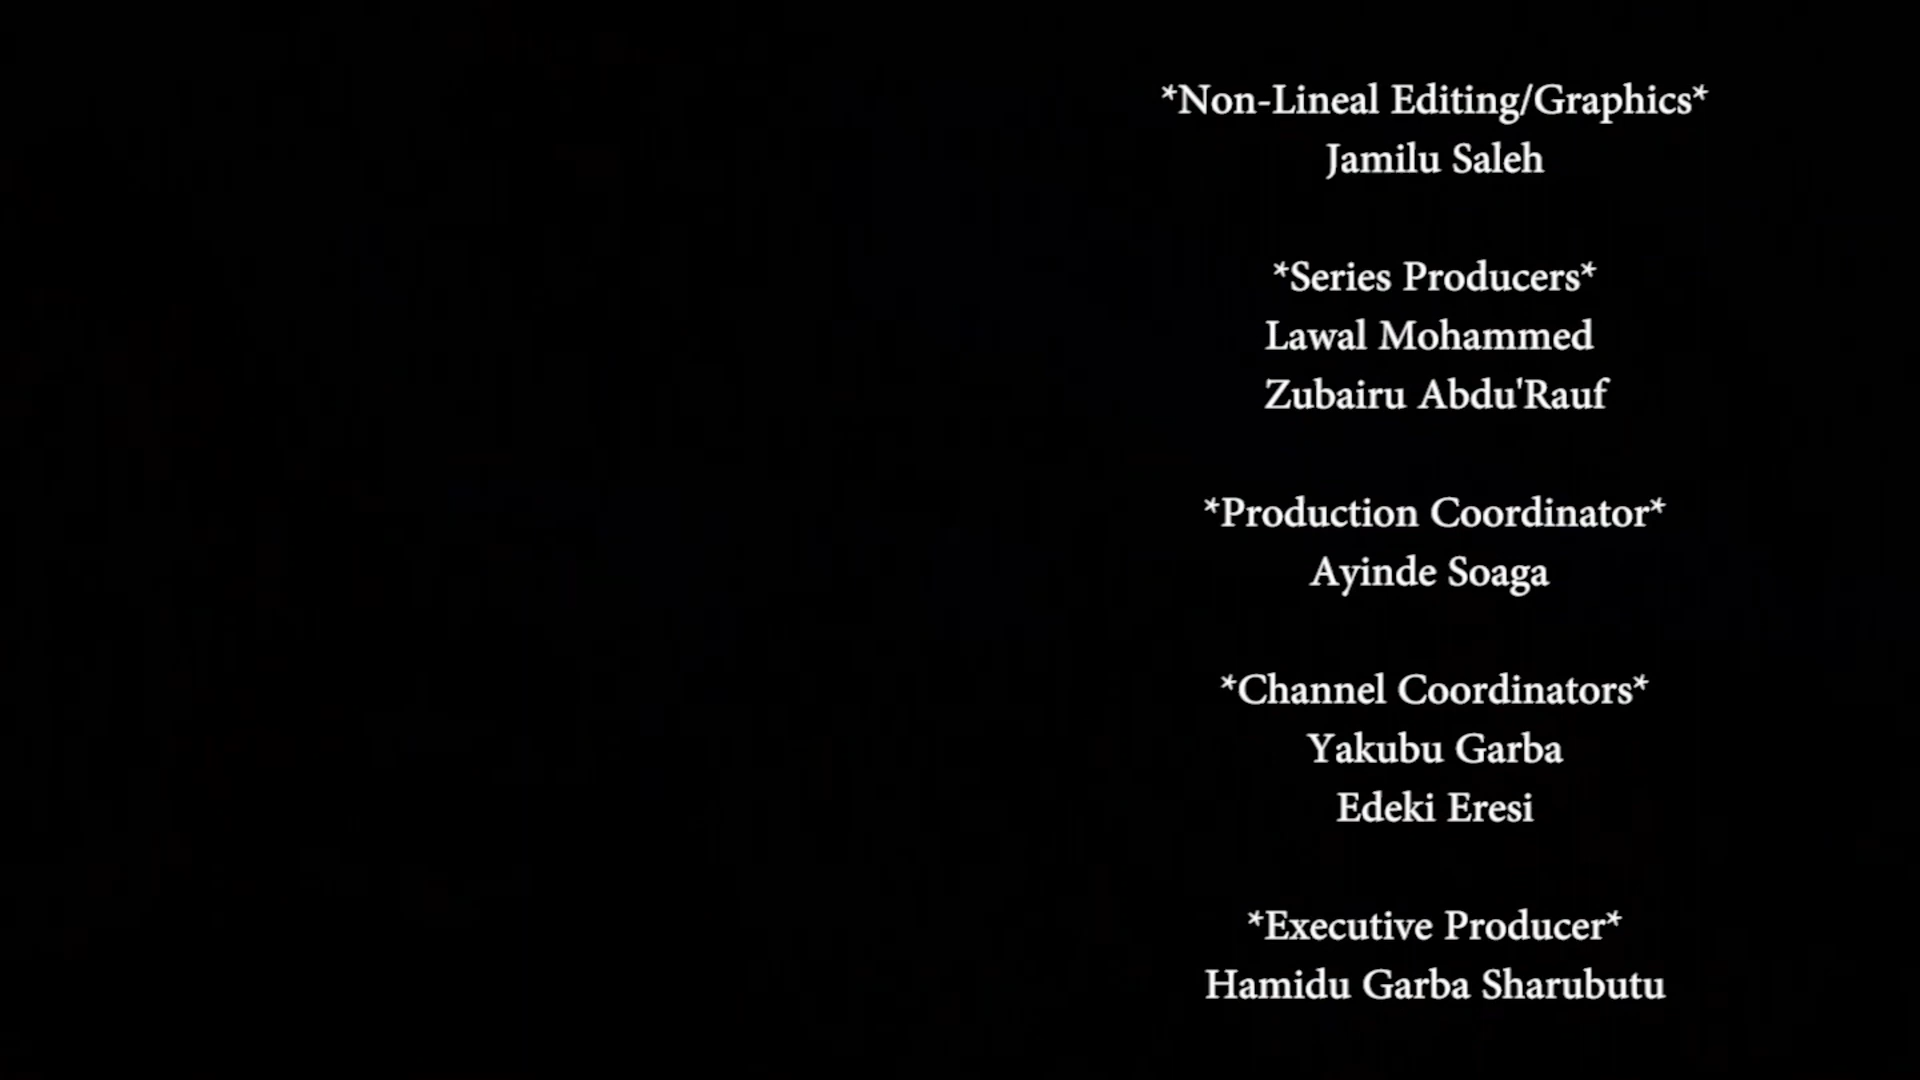 *Non-Lineal Editing/Graphics*
Jamilu Saleh
*Series Producers*
Lawal Mohammed
Zubairu Abdu'Rauf
*Production Coordinator*
Ayinde Soaga
*Channel Coordinators*
Yakubu Garba
Edeki Eresi
*Executive Producer*
Hamidu Garba Sharubutu